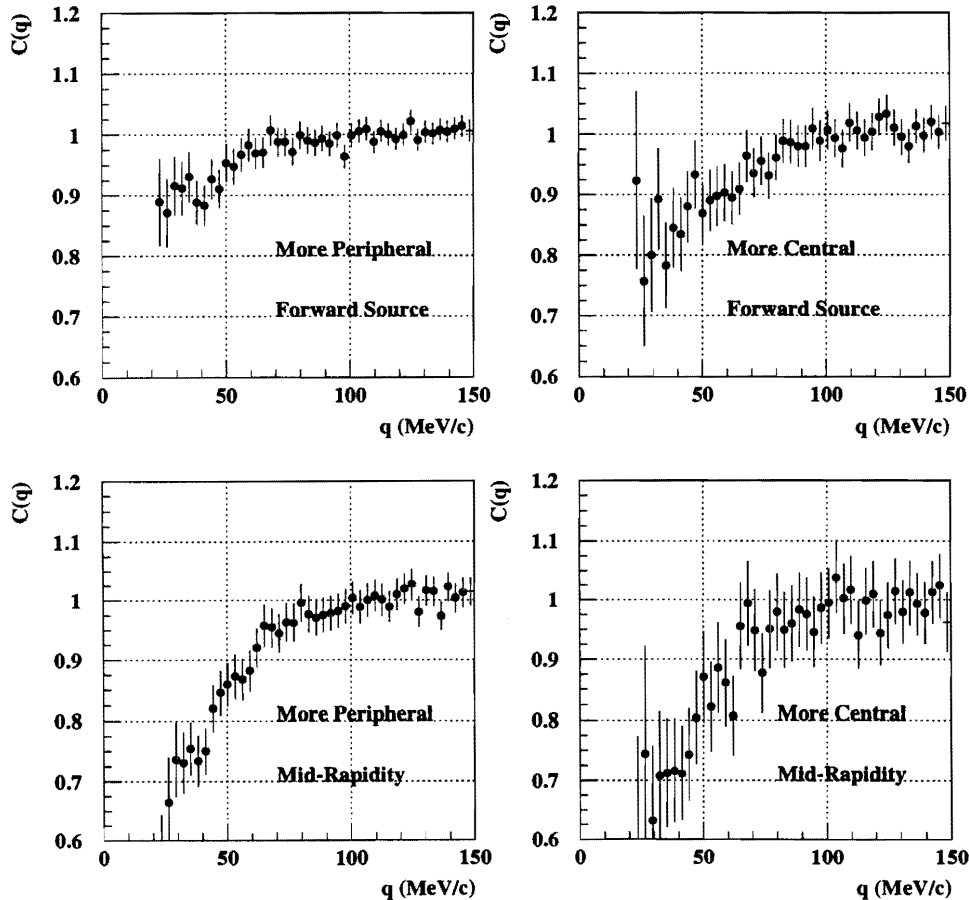 C(q)
1.2
1.1
1
0.9
0.8
0.7
0.6
0
50
100
150
q (MeV/c)
More Peripheral
Forward Source
C(q)
1.2
1.1
1
0.9
0.8
0.7
0.6
0
50
100
150
q (MeV/c)
More Central
Forward Source
C(q)
1.2
1.1
1
0.9
0.8
0.7
0.6
0
50
100
150
q (MeV/c)
More Peripheral
Mid-Rapidity
C(q)
1.2
1.1
1
0.9
0.8
0.7
0.6
0
50
100
150
q (MeV/c)
More Central
Mid-Rapidity